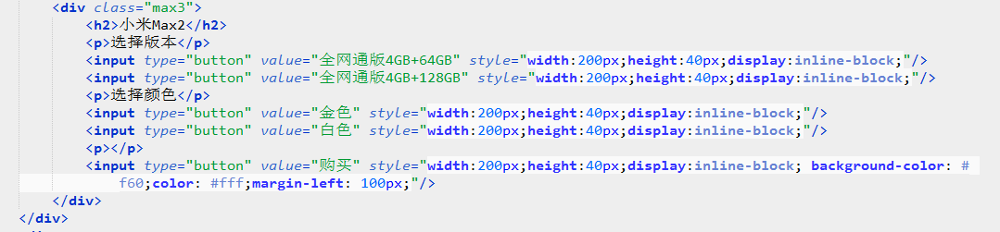 <div class="max3">
<h2>小米Max2</h2>
<p>选择版本</p>
<input type="button" value="全网通版4GB+64GB" style="width:200px;height:40px;display:inline-block;"/>
<input type="button" value="全网通版4GB+128GB" style="width:200px;height:40px;display:inline-block;"/>
<p>选择颜色</p>
<input type="button" value="金色" style="width:200px;height:40px;display:inline-block;"/>
<input type="button" value="白色" style="width:200px;height:40px;display:inline-block;"/>
<p></p>
<input type="button" value="购买" style="width:200px;height:40px;display:inline-block; background-color: #
f60;color: #fff;margin-left: 100px;"/>
</div>
</div>